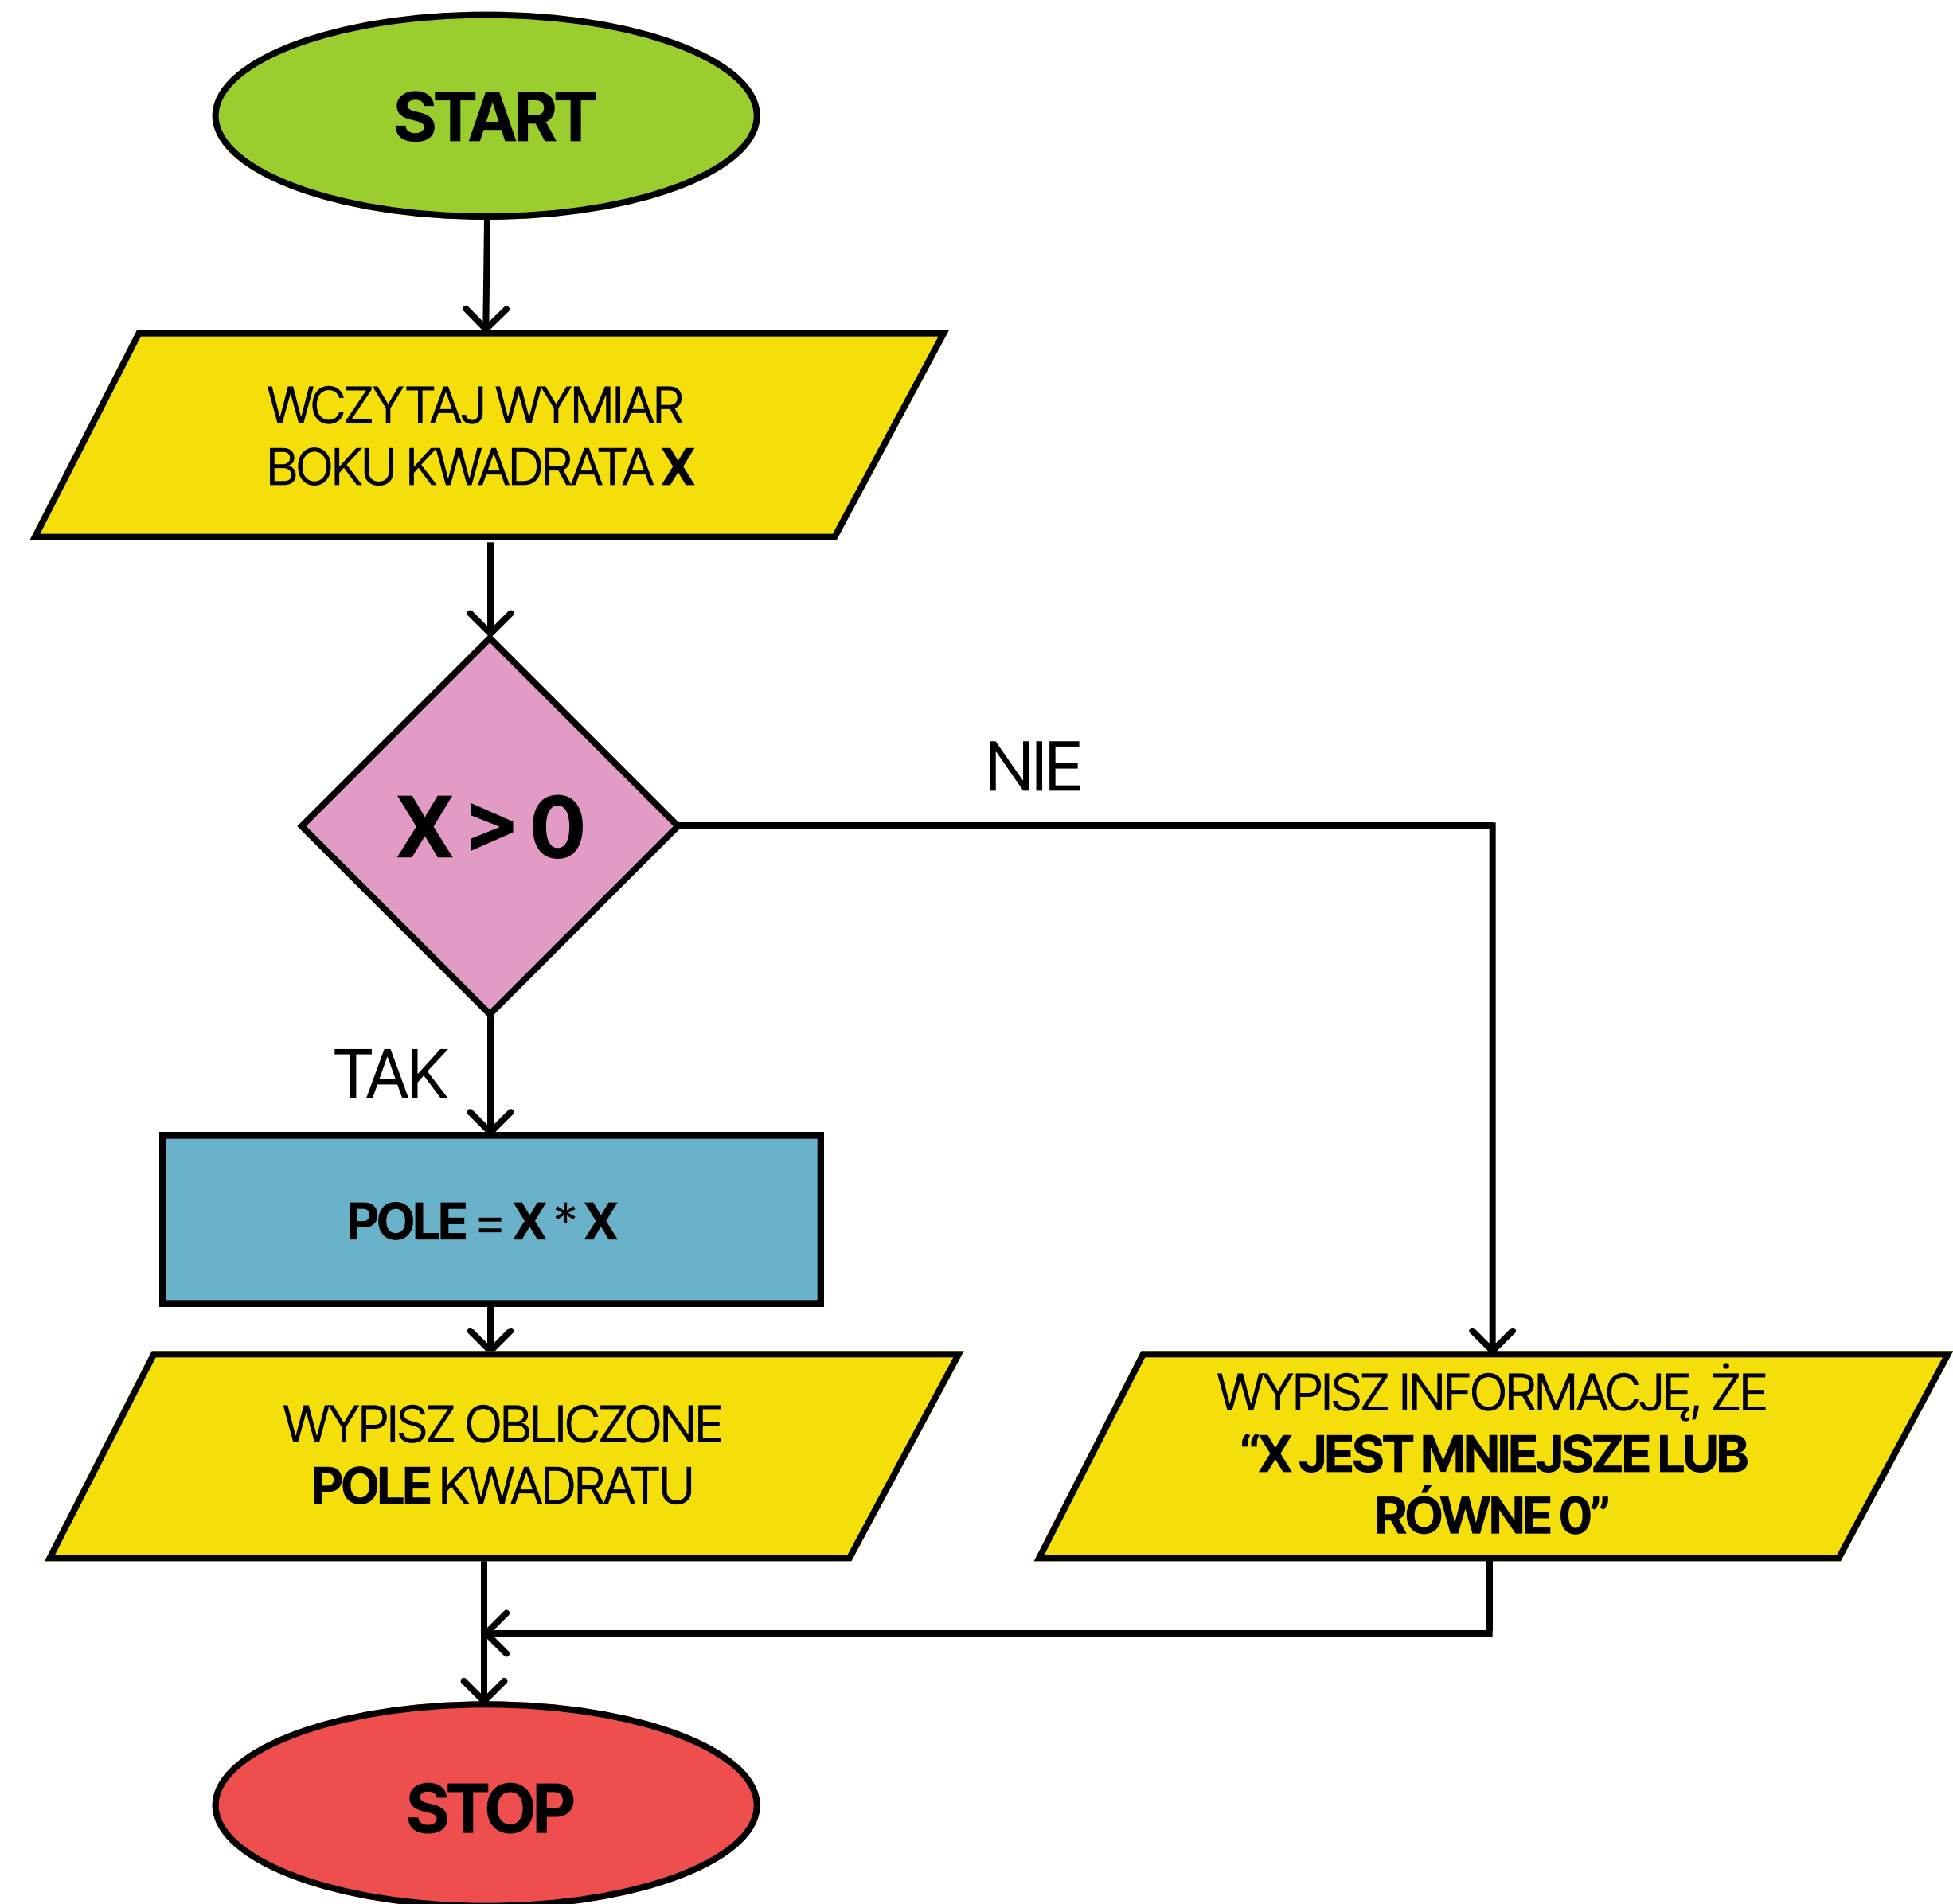 START
WCZYTAJ WYMIAR
BOKU KWADRATA X
X > 0
NIE
TAK
POLE = X * X
WYPISZ OBLICZONE
POLE KWADRATU
WYPISZ INFORMACJĘ, ŻE
“X JEST MNIEJSZE LUB
RÓWNE 0”
STOP